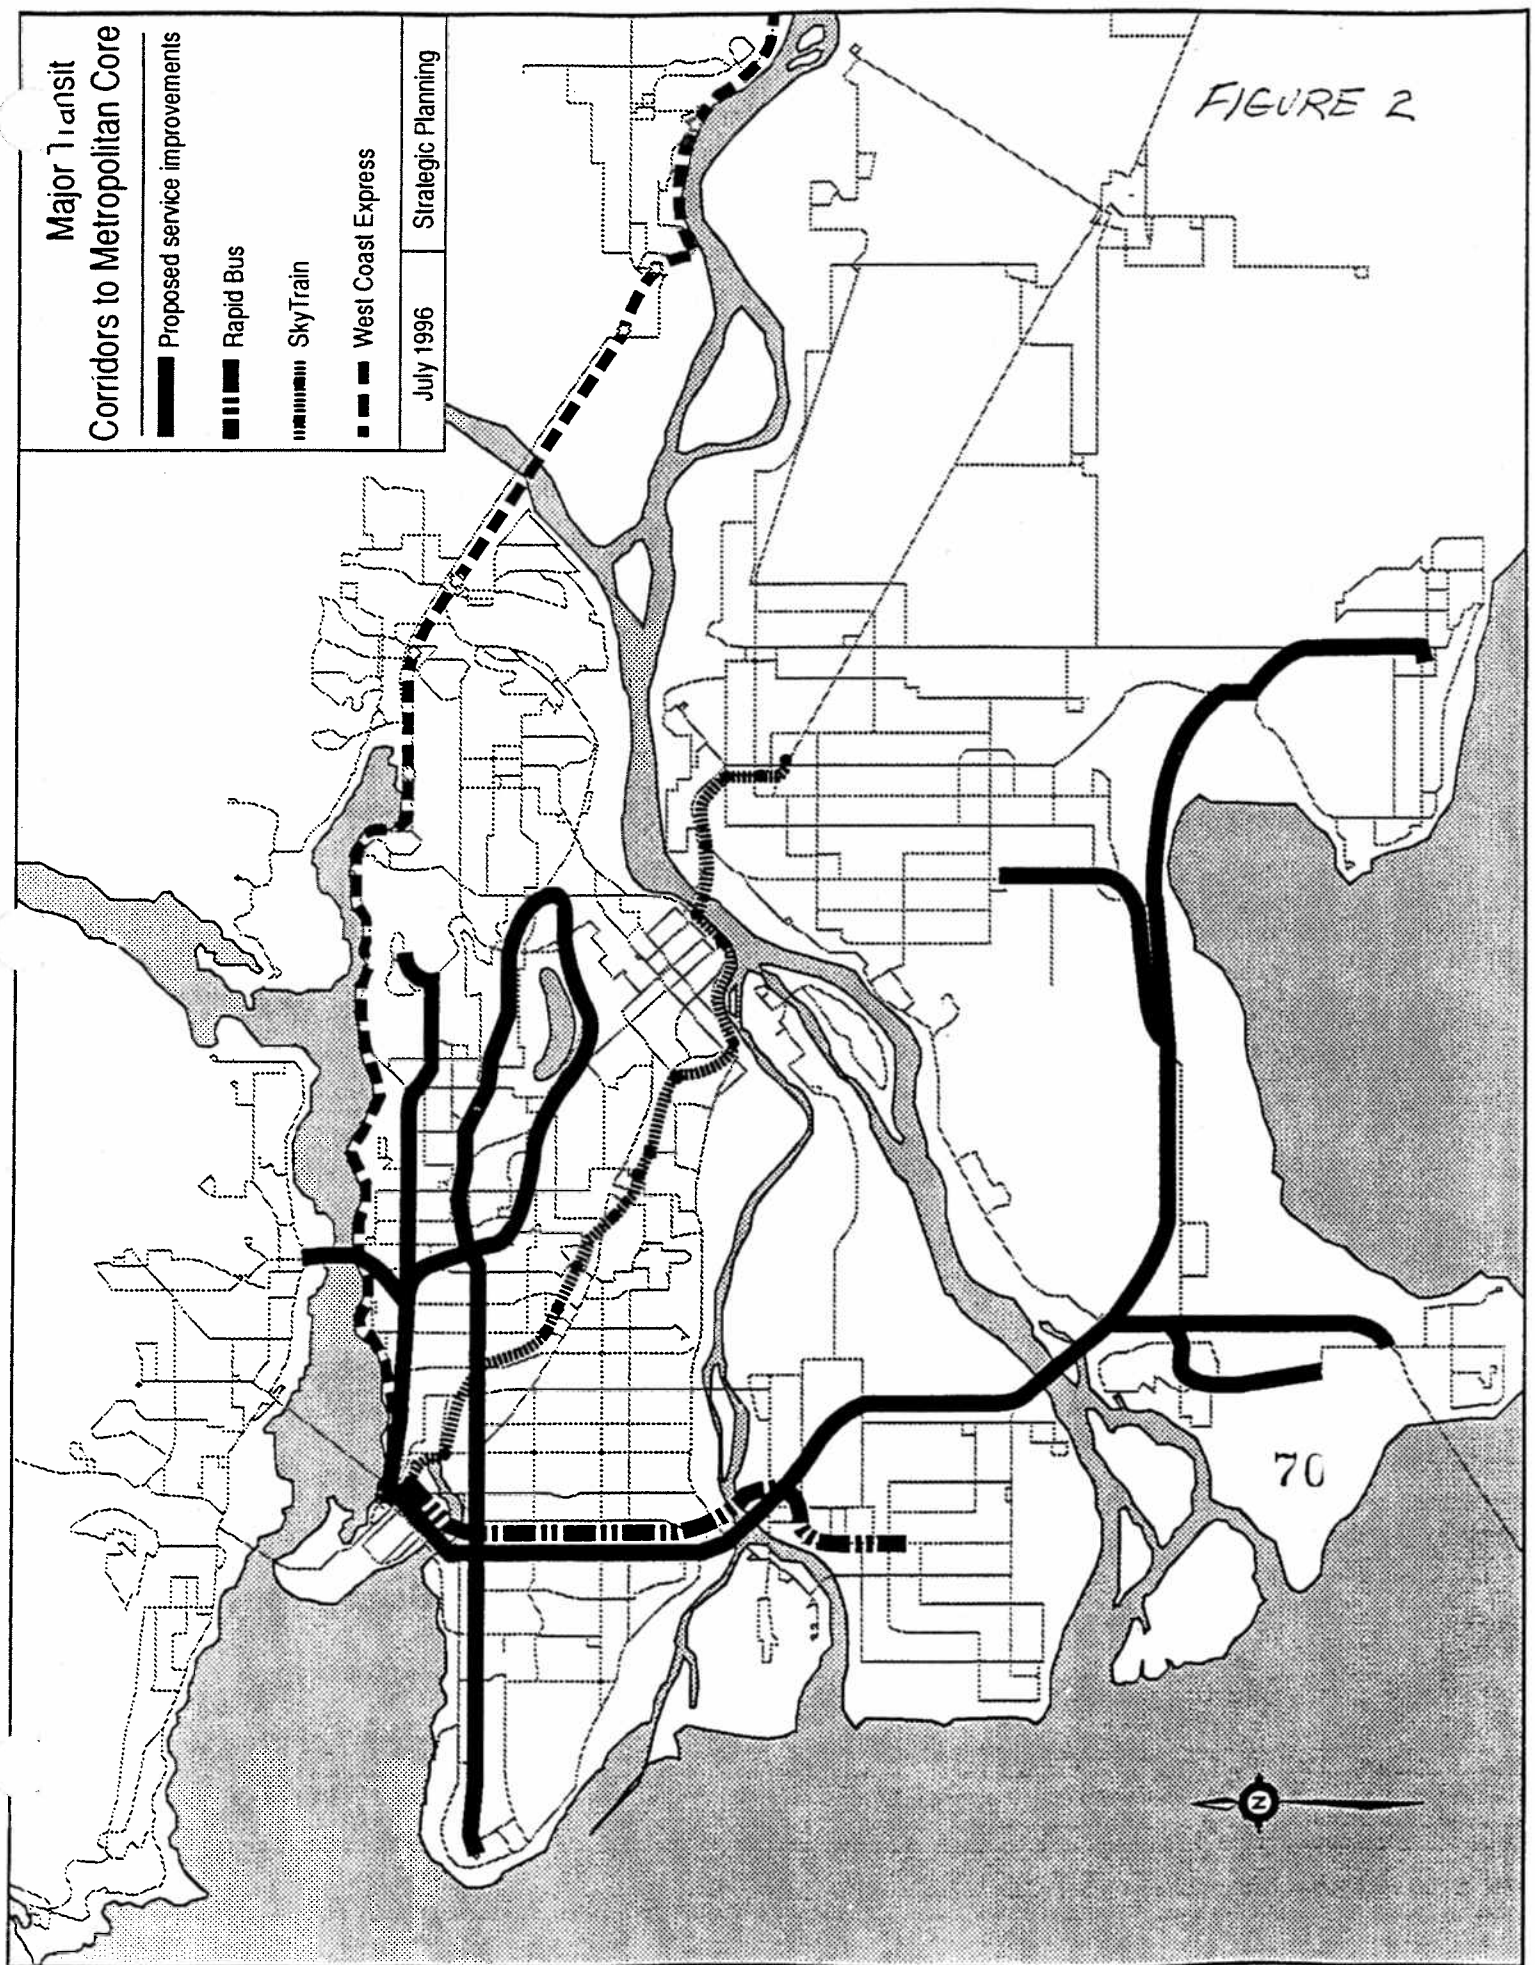 Major Transit
Corridors to Metropolitan Core
Proposed service improvements
Rapid Bus
SkyTrain
West Coast Express
July 1996
Strategic Planning
FIGURE 2
70
N